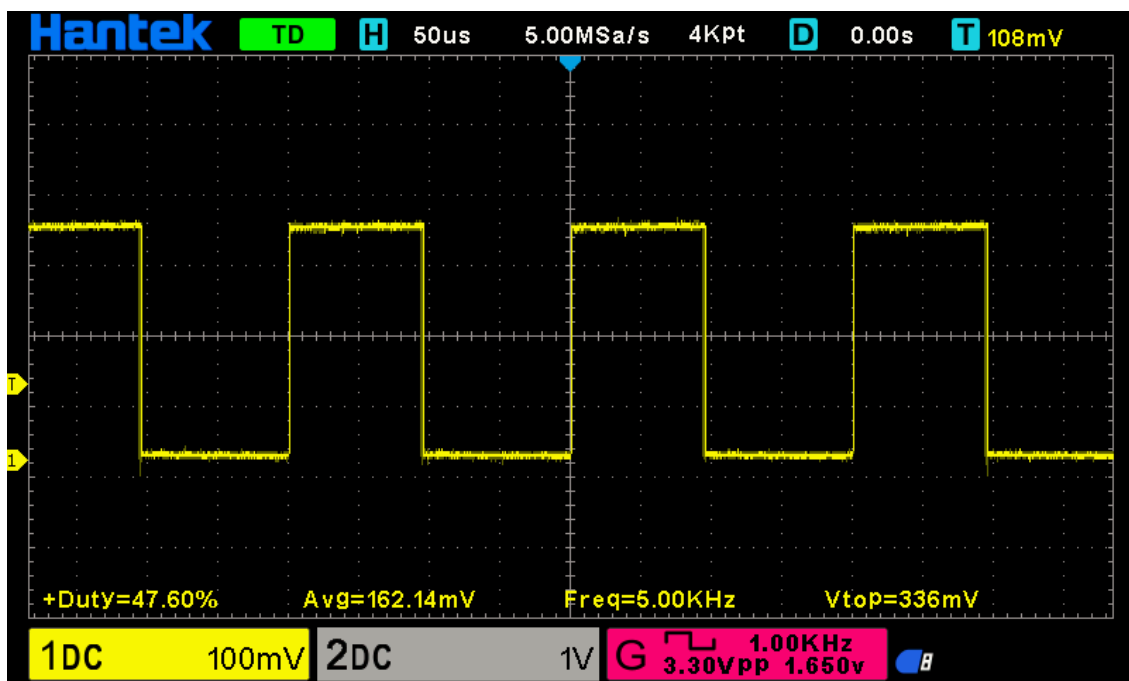 Hantek TD H 50us 5.00MSa/s 4Kpt D 0.00s T 108mV
T
1
+Duty=47.60% Avg=162.14mV Freq=5.00KHz Vtop=336mV
1DC 100mV 2DC 1V G 1.00KHz
3.30Vpp 1.650v